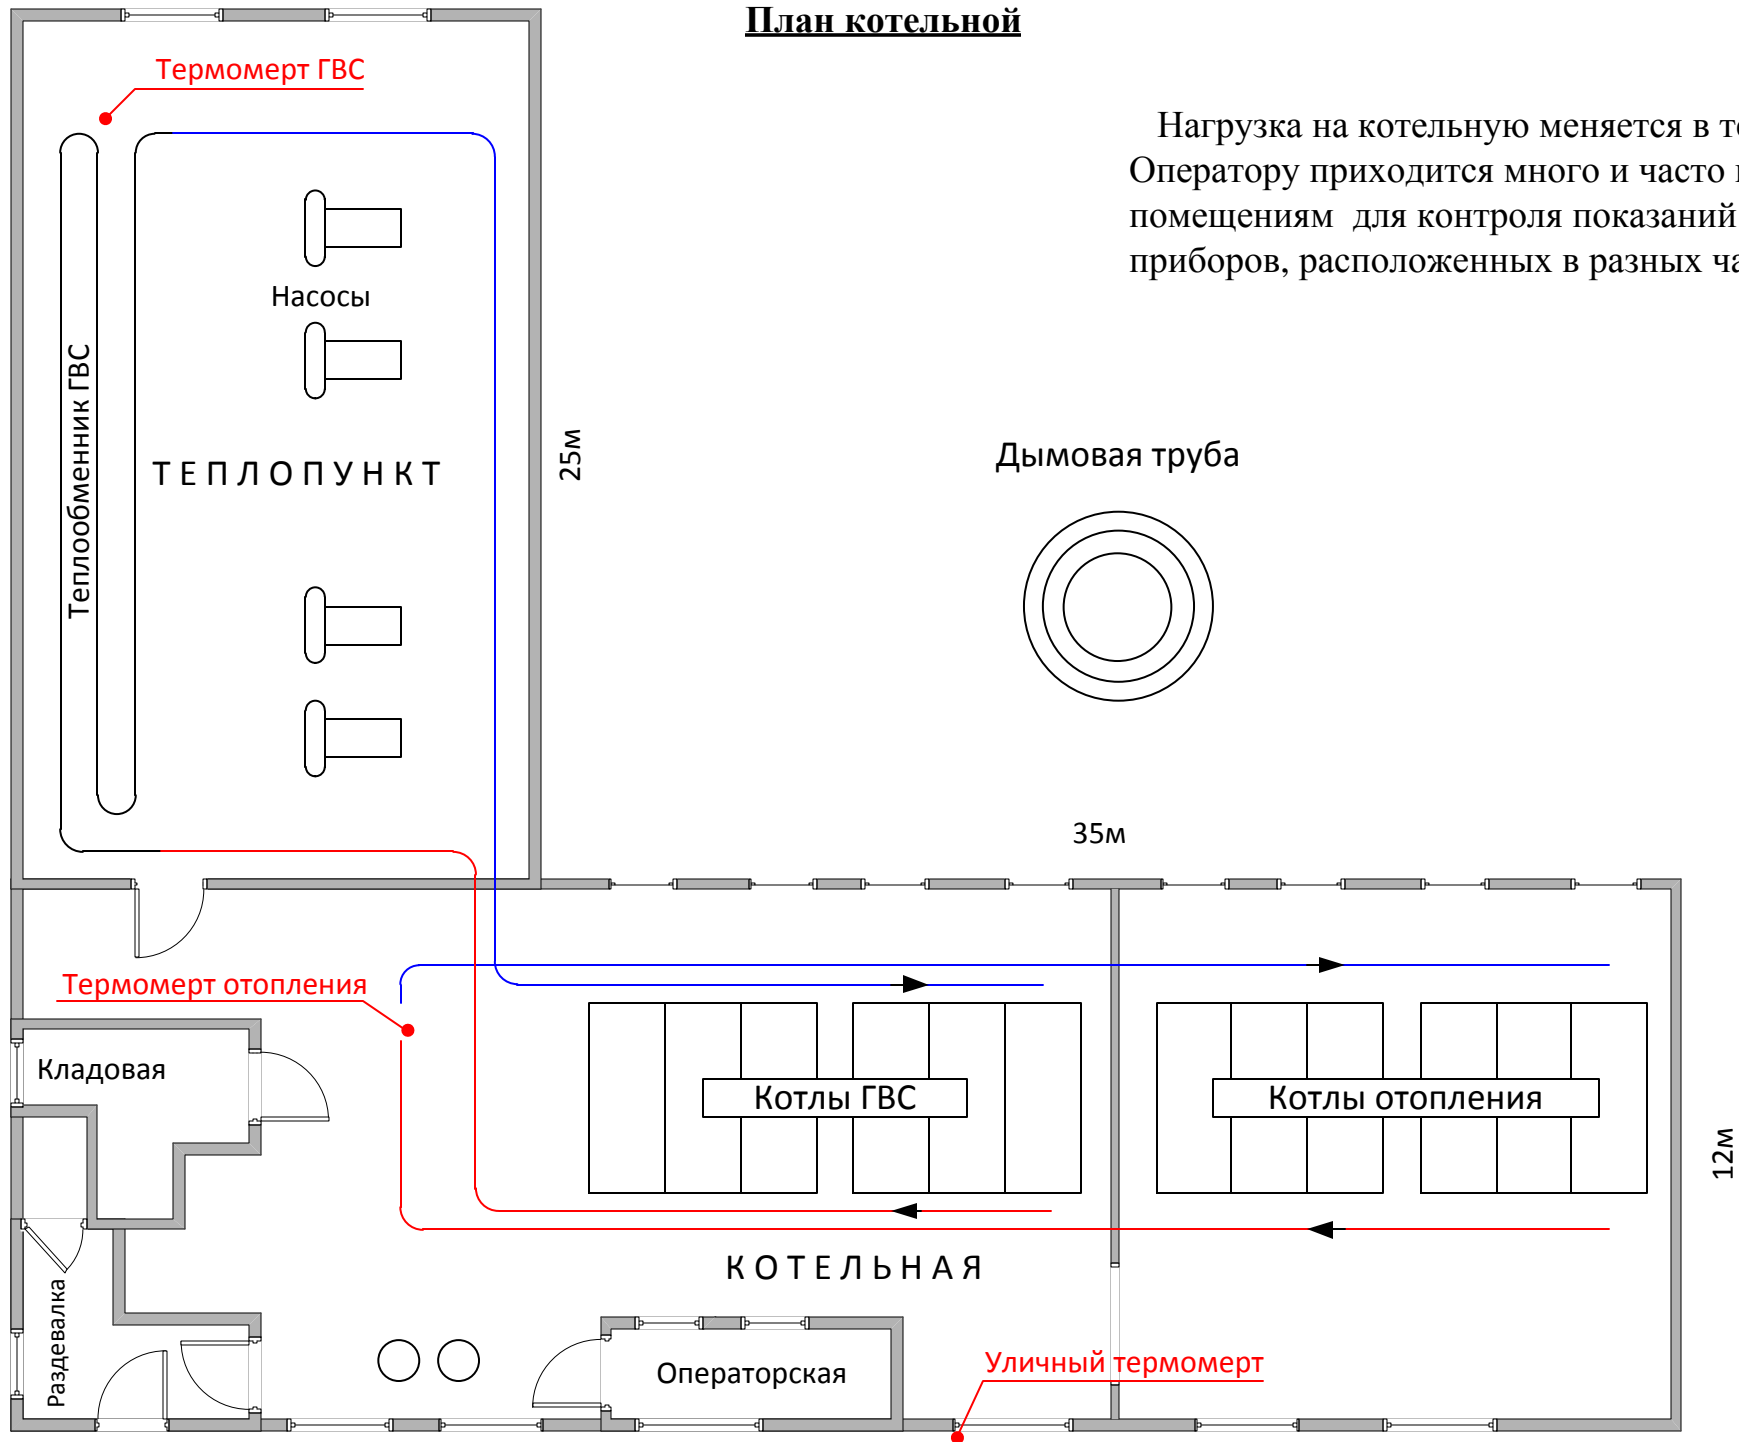 План котельной
Термомерт ГВС
Нагрузка на котельную меняется в
Оператору приходится много и часто
помещениям для контроля показаний
приборов, расположенных в разных
Насосы
Теплообменник ГВС
ТЕПЛОПУНКТ
25м
Дымовая труба
35м
Термомерт отопления
Кладовая
Котлы ГВС
Котлы отопления
12м
КОТЕЛЬНАЯ
Раздевалка
Операторская
Уличный термомерт